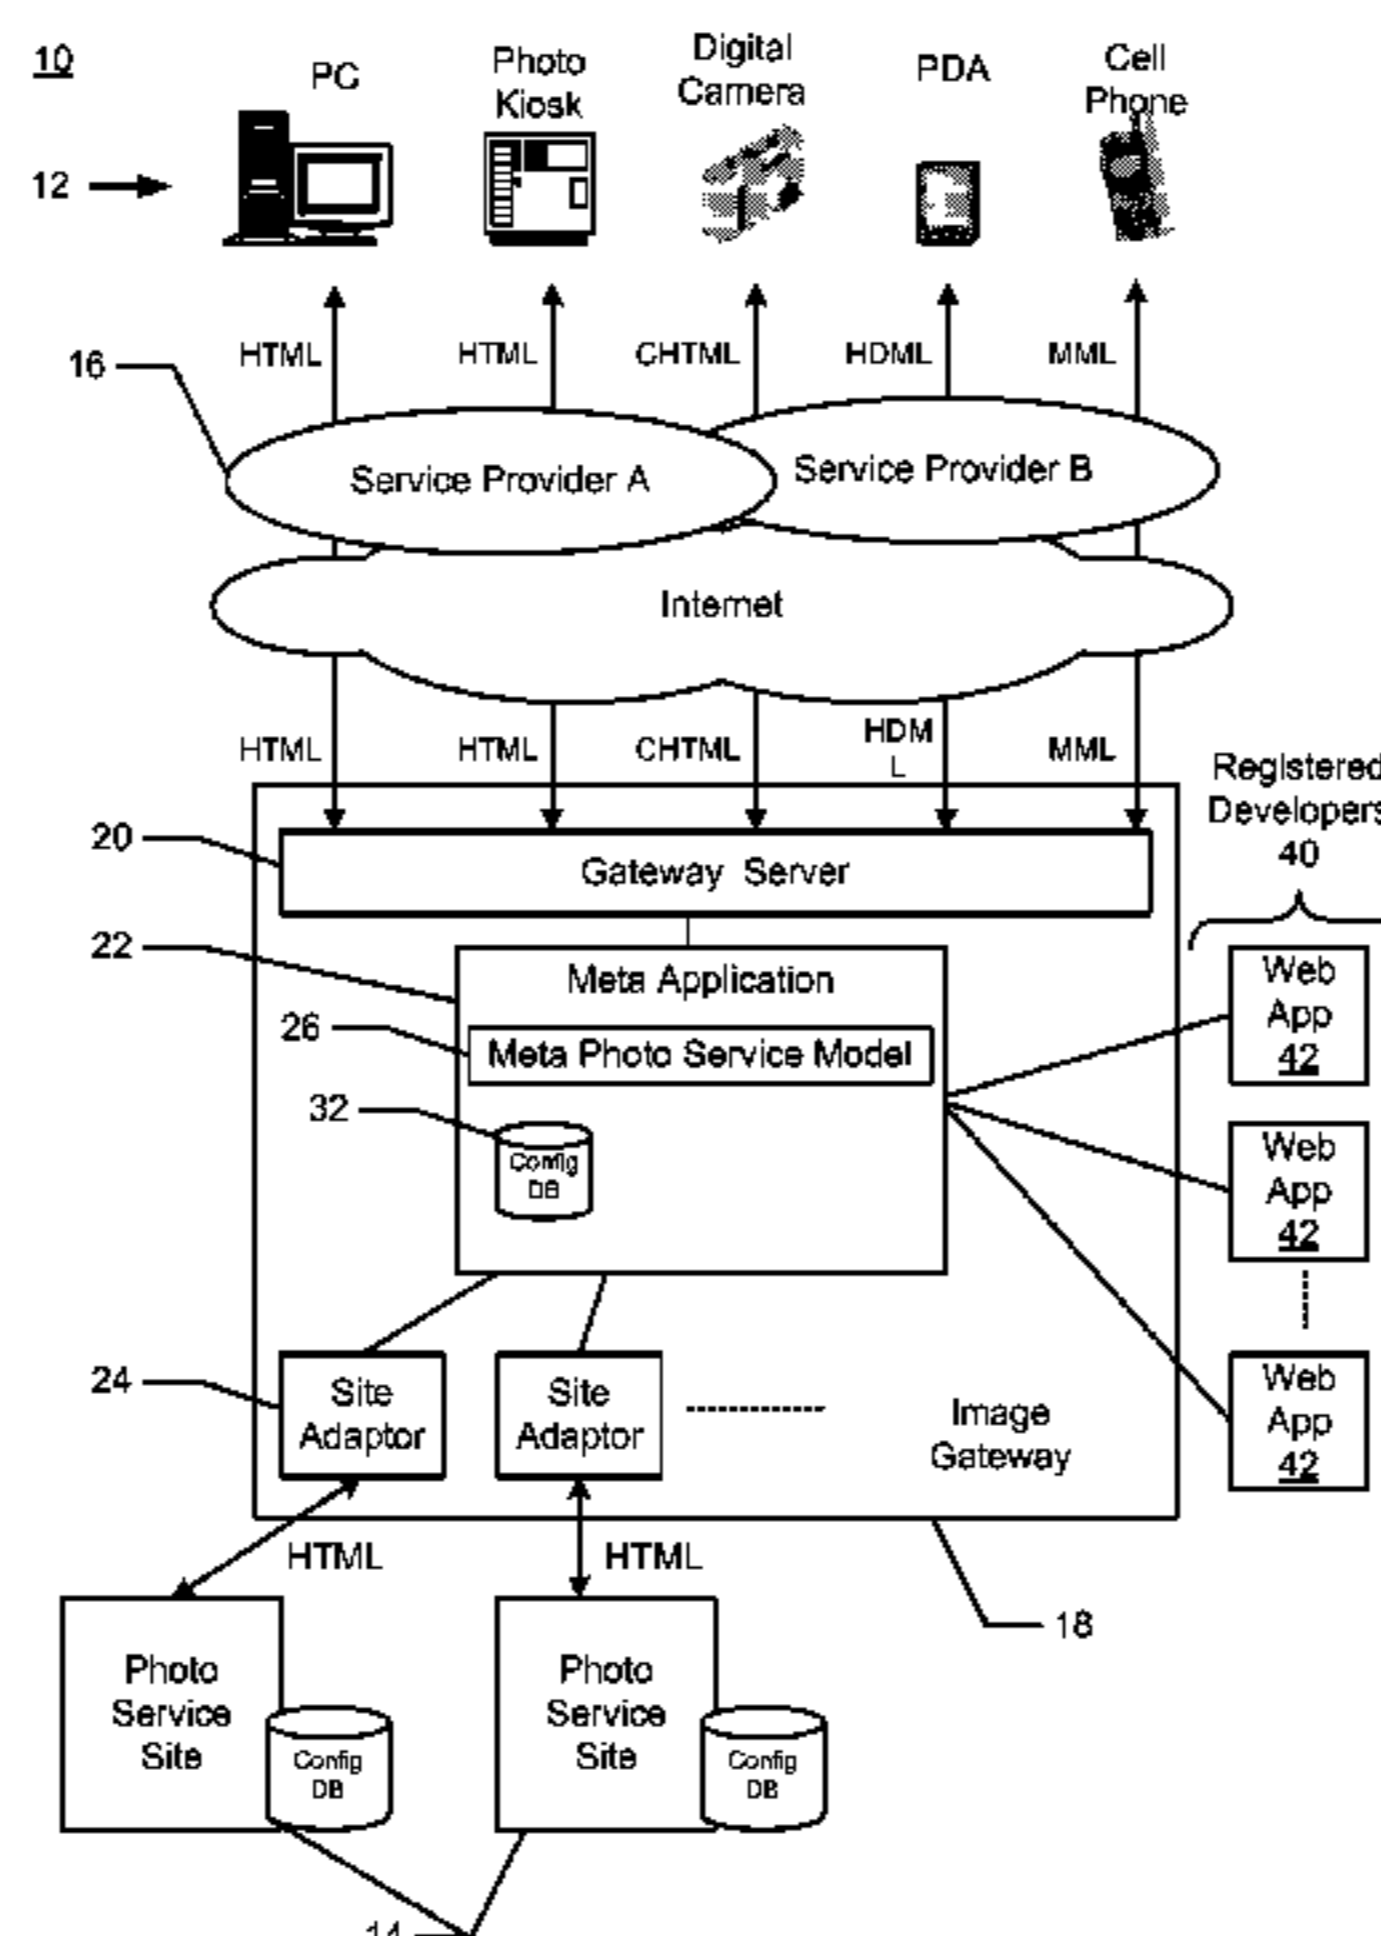 10
PC
Photo
Kiosk
Digital
Camera
PDA
Cell
Phone
12
HTML
HTML
CHTML
HDML
MML
16
Service Provider A
Service Provider B
Internet
HTML
HTML
CHTML
HDM
L
MML
Registered
Developers
40
20
Gateway Server
22
Meta Application
26
Meta Photo Service Model
32
Config
DB
Web
App
42
Web
App
42
Web
App
42
24
Site
Adaptor
Site
Adaptor
Image
Gateway
HTML
HTML
18
Photo
Service
Site
Config
DB
Photo
Service
Site
Config
DB
14